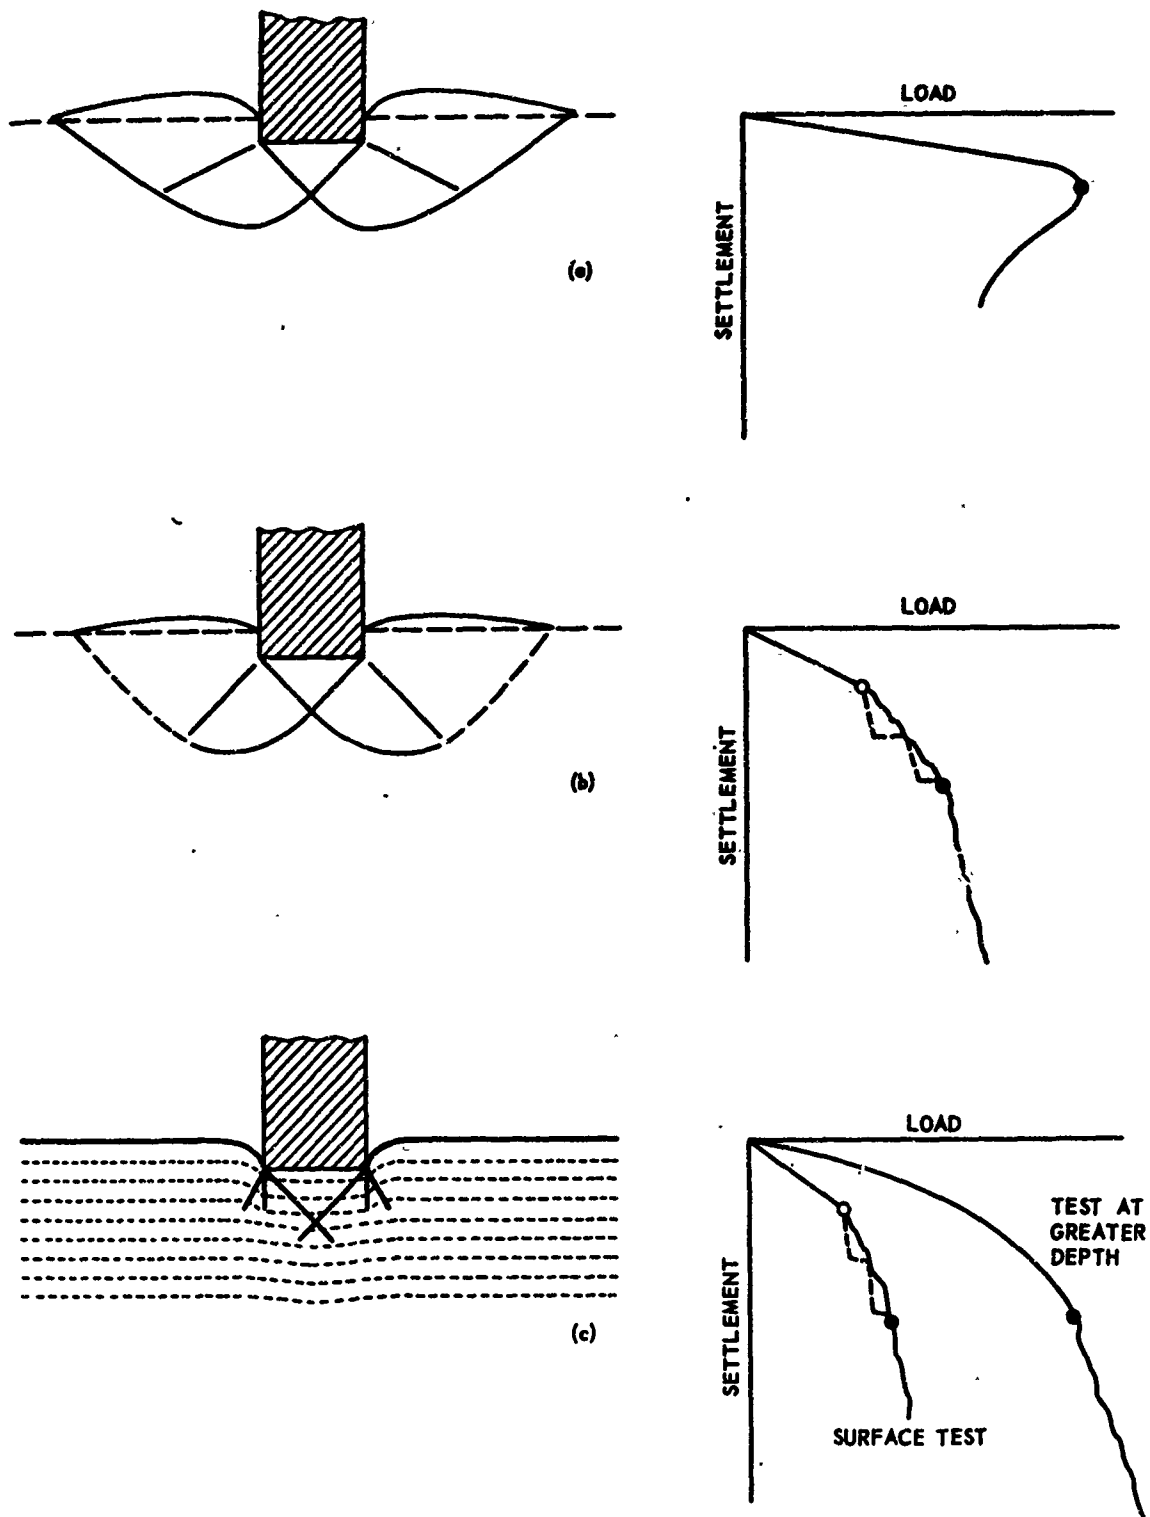 LOAD
SETTLEMENT
(a)
LOAD
SETTLEMENT
(b)
LOAD
TEST AT
GREATER
DEPTH
SETTLEMENT
(c)
SURFACE TEST